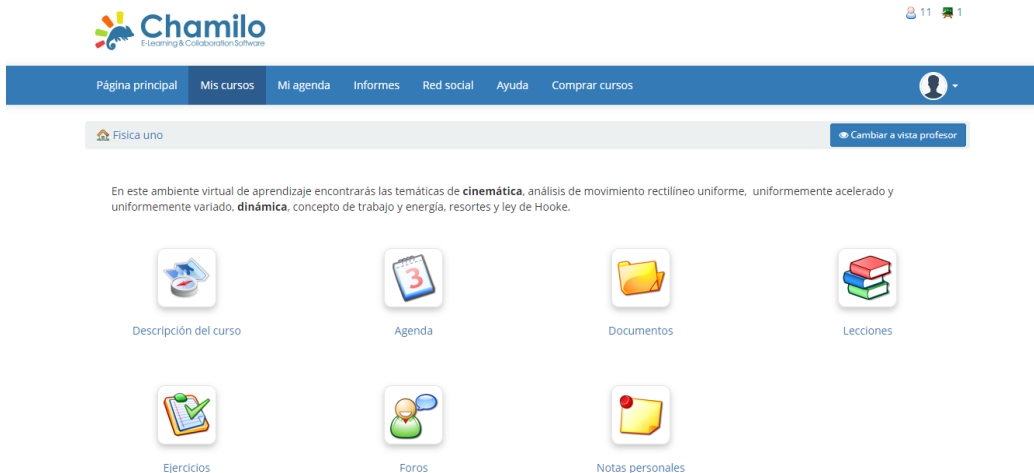 Chamilo
E-Learning & Collaboration Software
11 1
Página principal Mis cursos Mi agenda Informes Red social Ayuda Comprar cursos
Fisica uno
Cambiar a vista profesor
En este ambiente virtual de aprendizaje encontrarás las temáticas de cinemática, análisis de movimiento rectilíneo uniforme, uniformemente acelerado y
uniformemente variado, dinámica, concepto de trabajo y energía, resortes y ley de Hooke.
3
Descripción del curso Agenda Documentos Lecciones
Ejercicios Foros Notas personales